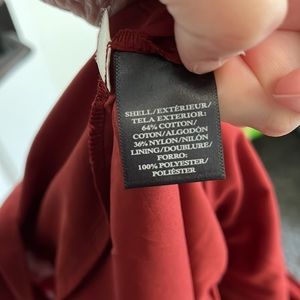 SHELL/EXTÉRIEUR/
TELA EXTERIOR:
64% COTTON/
COTON/ALGODÓN
36% NYLON/NILÓN
LINING/DOUBLURE/
FORRO:
100% POLYESTER/
POLIÉSTER